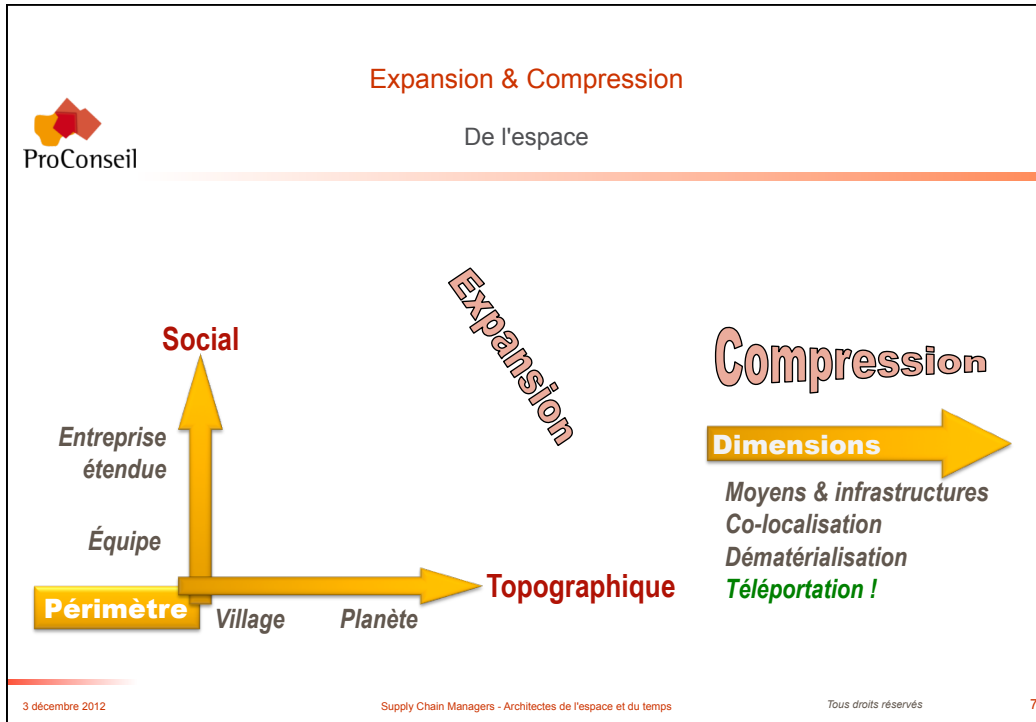 Expansion & Compression
De l'espace
ProConseil
Expansion
Social
Entreprise
étendue
Équipe
Périmètre
Village
Planète
Topographique
Compression
Dimensions
Moyens & infrastructures
Co-localisation
Dématérialisation
Téléportation !
3 décembre 2012
Supply Chain Managers - Architectes de l'espace et du temps
Tous droits réservés
7